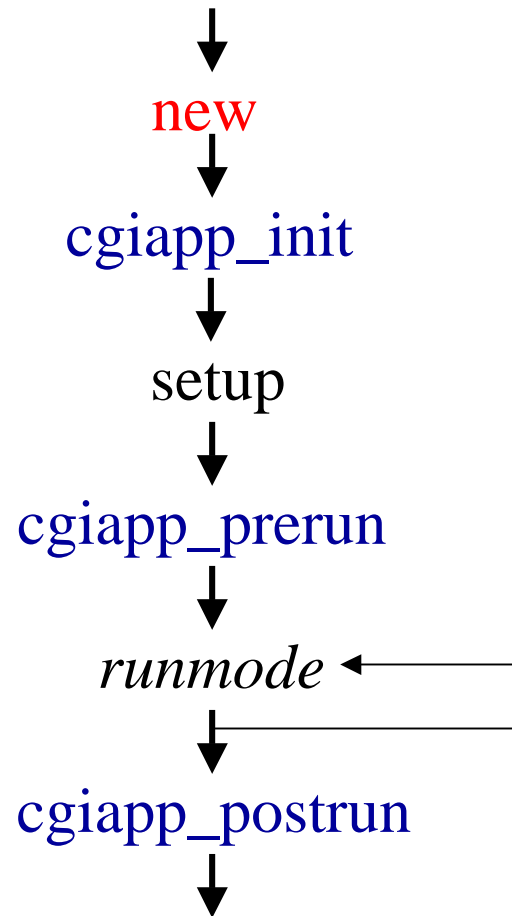 new
cgiapp_init
setup
cgiapp_prerun
runmode
cgiapp_postrun